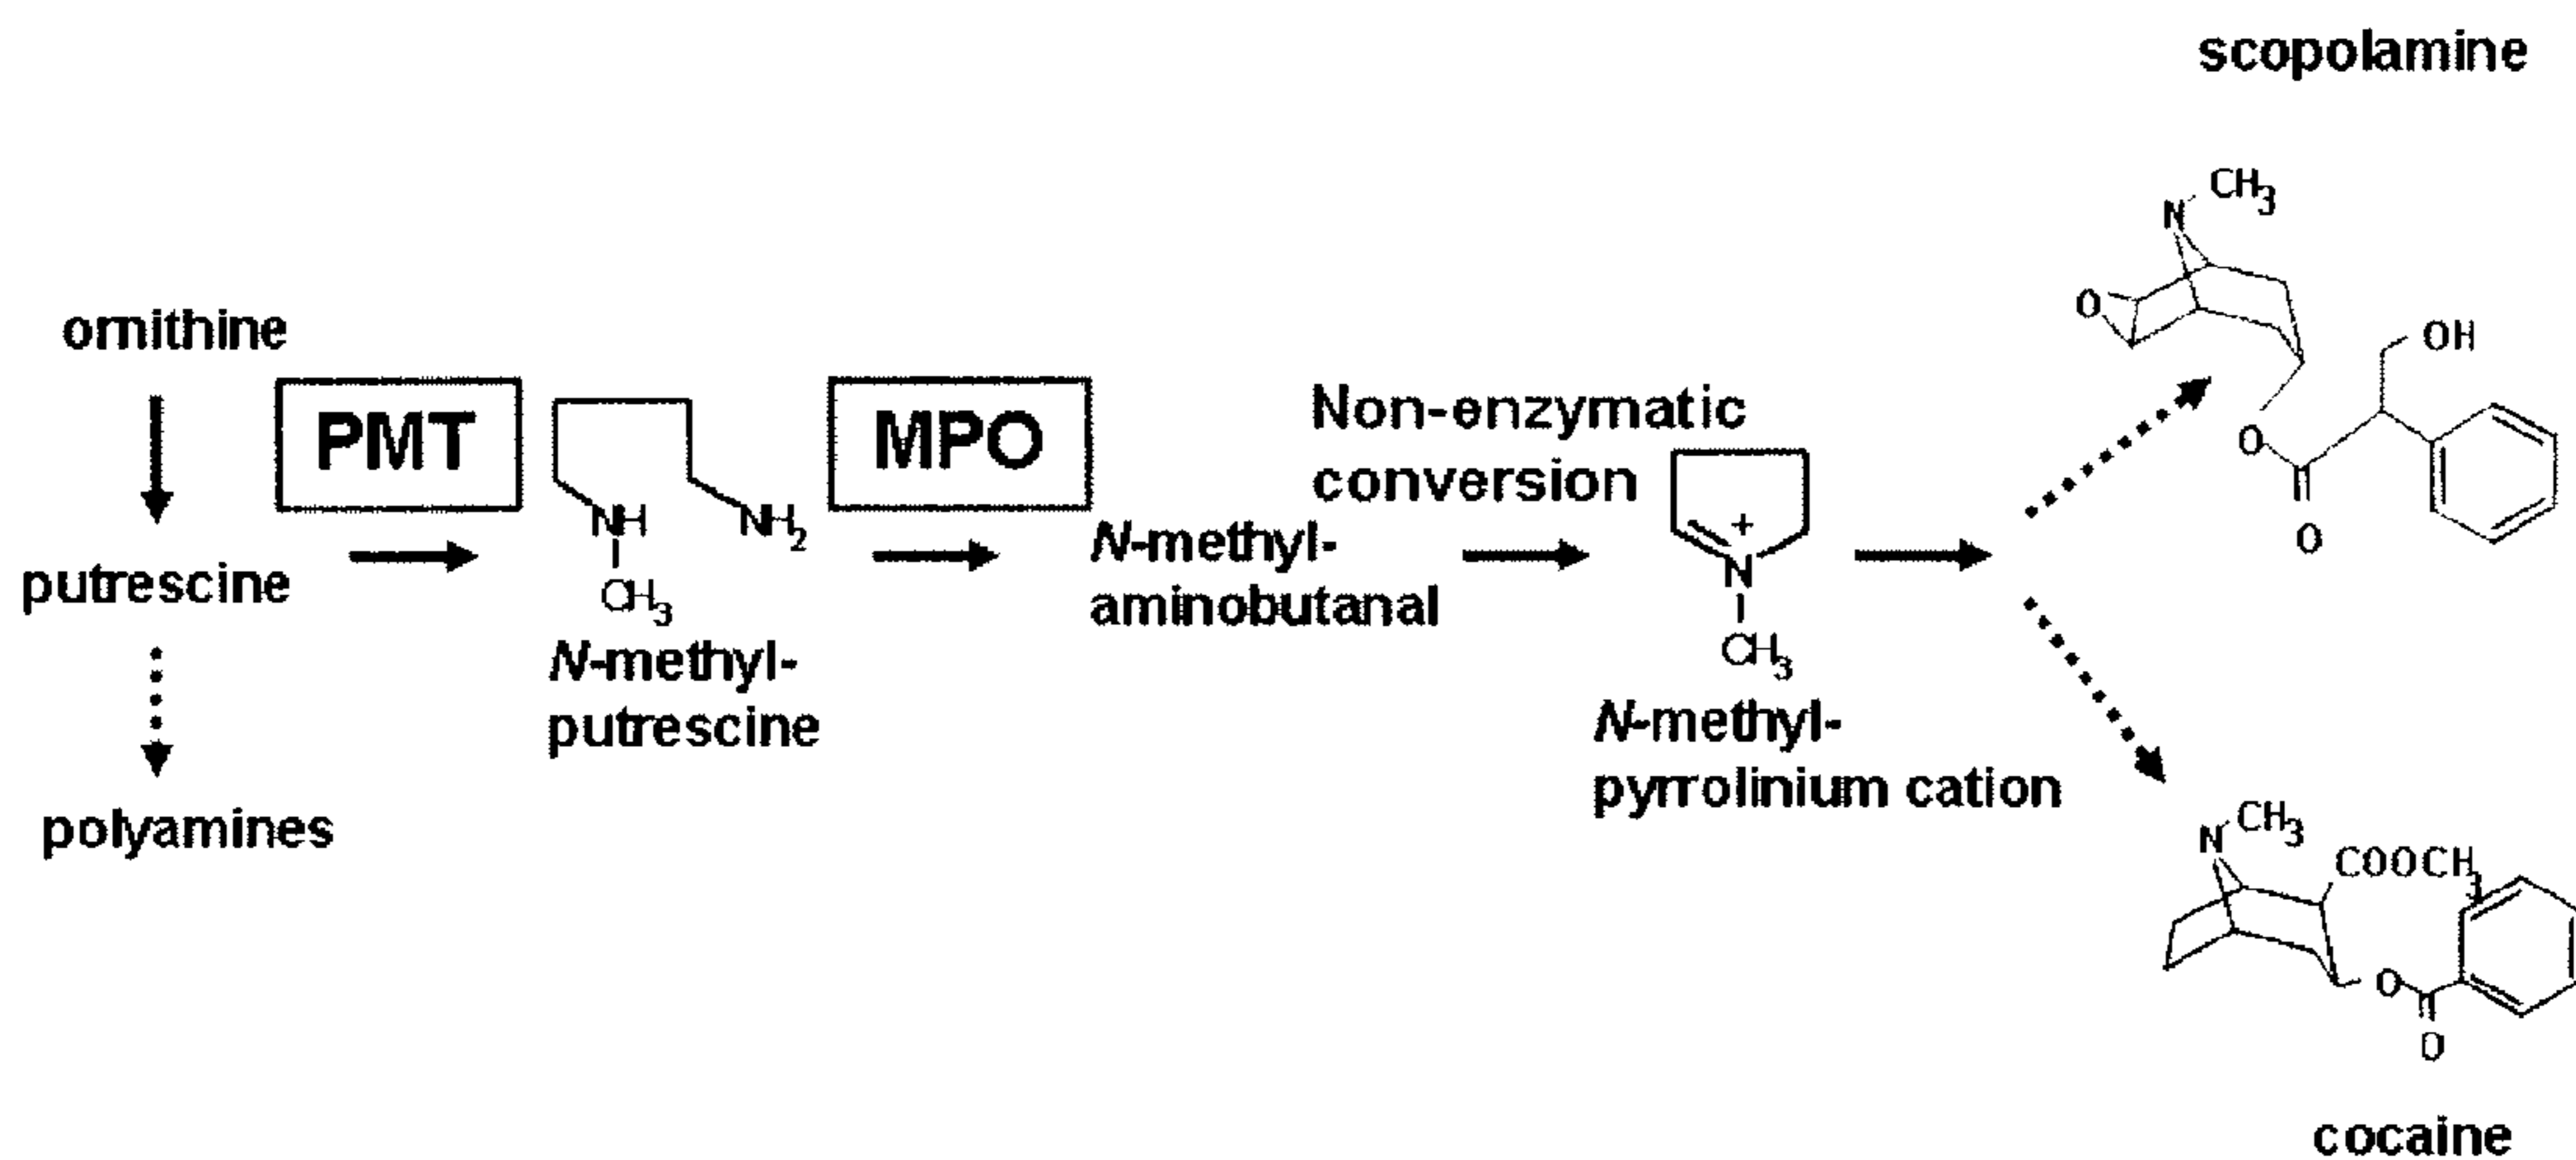 scopolamine
CH3
N
O
OH
O
O
ornithine
PMT
MPO
Non-enzymatic
conversion
NH
NH2
CH3
+
N
CH3
putrescine
N-methyl-
putrescine
N-methyl-
aminobutanal
N-methyl-
pyrrolinium cation
polyamines
CH3
N
COOCH3
O
O
cocaine